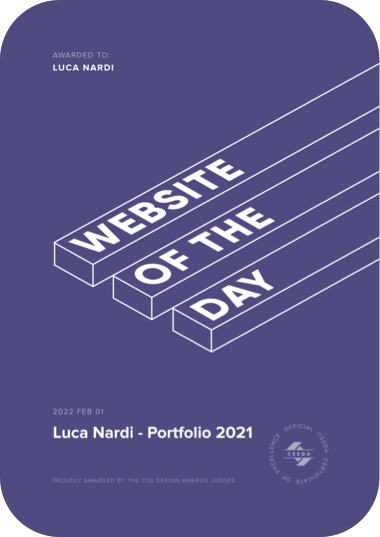 AWARDED TO:
LUCA NARDI
WEBSITE
OF THE
DAY
2022 FEB 01
Luca Nardi - Portfolio 2021
OFFICIAL CSSDA CERTIFICATE OF EXCELLENCE
CSSDA
PROUDLY AWARDED BY THE CSS DESIGN AWARDS JUDGES